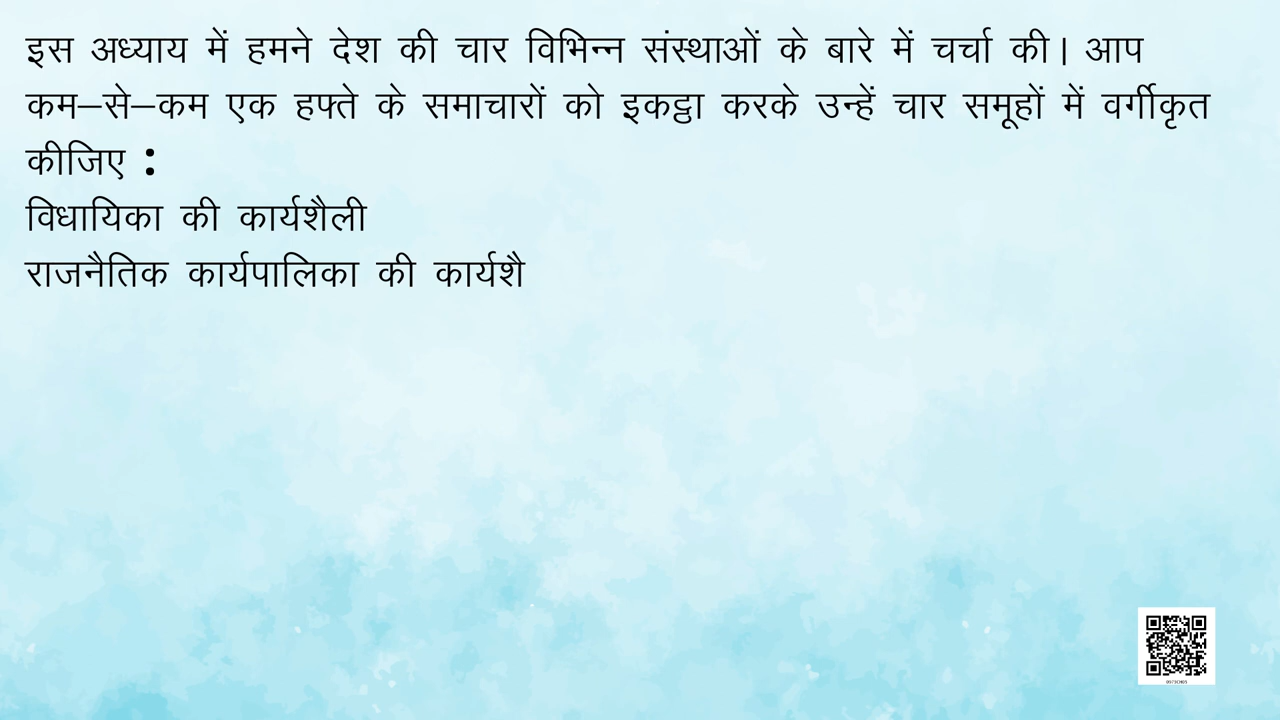 इस अध्याय में हमने देश की चार विभिन्न संस्थाओं के बारे में चर्चा की। आप
कम–से–कम एक हफ्ते के समाचारों को इकट्ठा करके उन्हें चार समूहों में वर्गीकृत
कीजिए :
विधायिका की कार्यशैली
राजनैतिक कार्यपालिका की कार्यशै